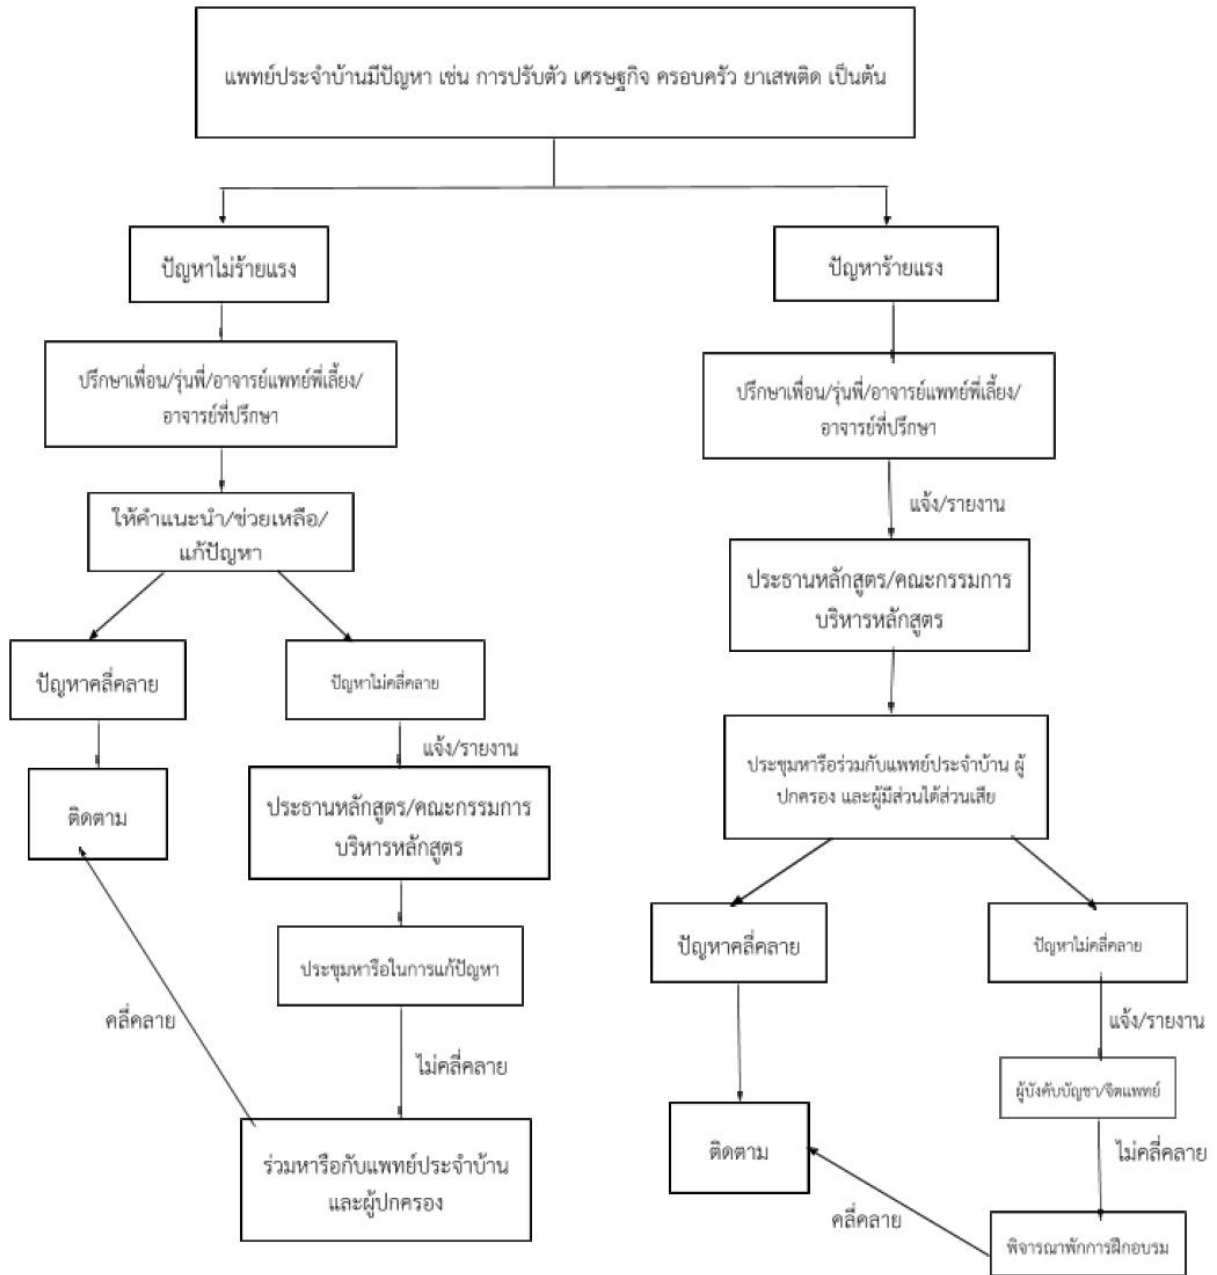 แพทย์ประจำบ้านมีปัญหา เช่น การปรับตัว เศรษฐกิจ ครอบครัว ยาเสพติด เป็นต้น
ปัญหาไม่ร้ายแรง
ปรึกษาเพื่อน/รุ่นพี่/อาจารย์แพทย์พี่เลี้ยง/
อาจารย์ที่ปรึกษา
ให้คำแนะนำ/ช่วยเหลือ/
แก้ปัญหา
ปัญหาคลี่คลาย
ปัญหาไม่คลี่คลาย
แจ้ง/รายงาน
ติดตาม
ประธานหลักสูตร/คณะกรรมการ
บริหารหลักสูตร
ประชุมหารือในการแก้ปัญหา
คลี่คลาย
ไม่คลี่คลาย
ร่วมหารือกับแพทย์ประจำบ้าน
และผู้ปกครอง
ปัญหาร้ายแรง
ปรึกษาเพื่อน/รุ่นพี่/อาจารย์แพทย์พี่เลี้ยง/
อาจารย์ที่ปรึกษา
แจ้ง/รายงาน
ประธานหลักสูตร/คณะกรรมการ
บริหารหลักสูตร
ประชุมหารือร่วมกับแพทย์ประจำบ้าน ผู้
ปกครอง และผู้มีส่วนได้ส่วนเสีย
ปัญหาคลี่คลาย
ปัญหาไม่คลี่คลาย
แจ้ง/รายงาน
ผู้บังคับบัญชา/จิตแพทย์
ติดตาม
ไม่คลี่คลาย
คลี่คลาย
พิจารณาพักการฝึกอบรม